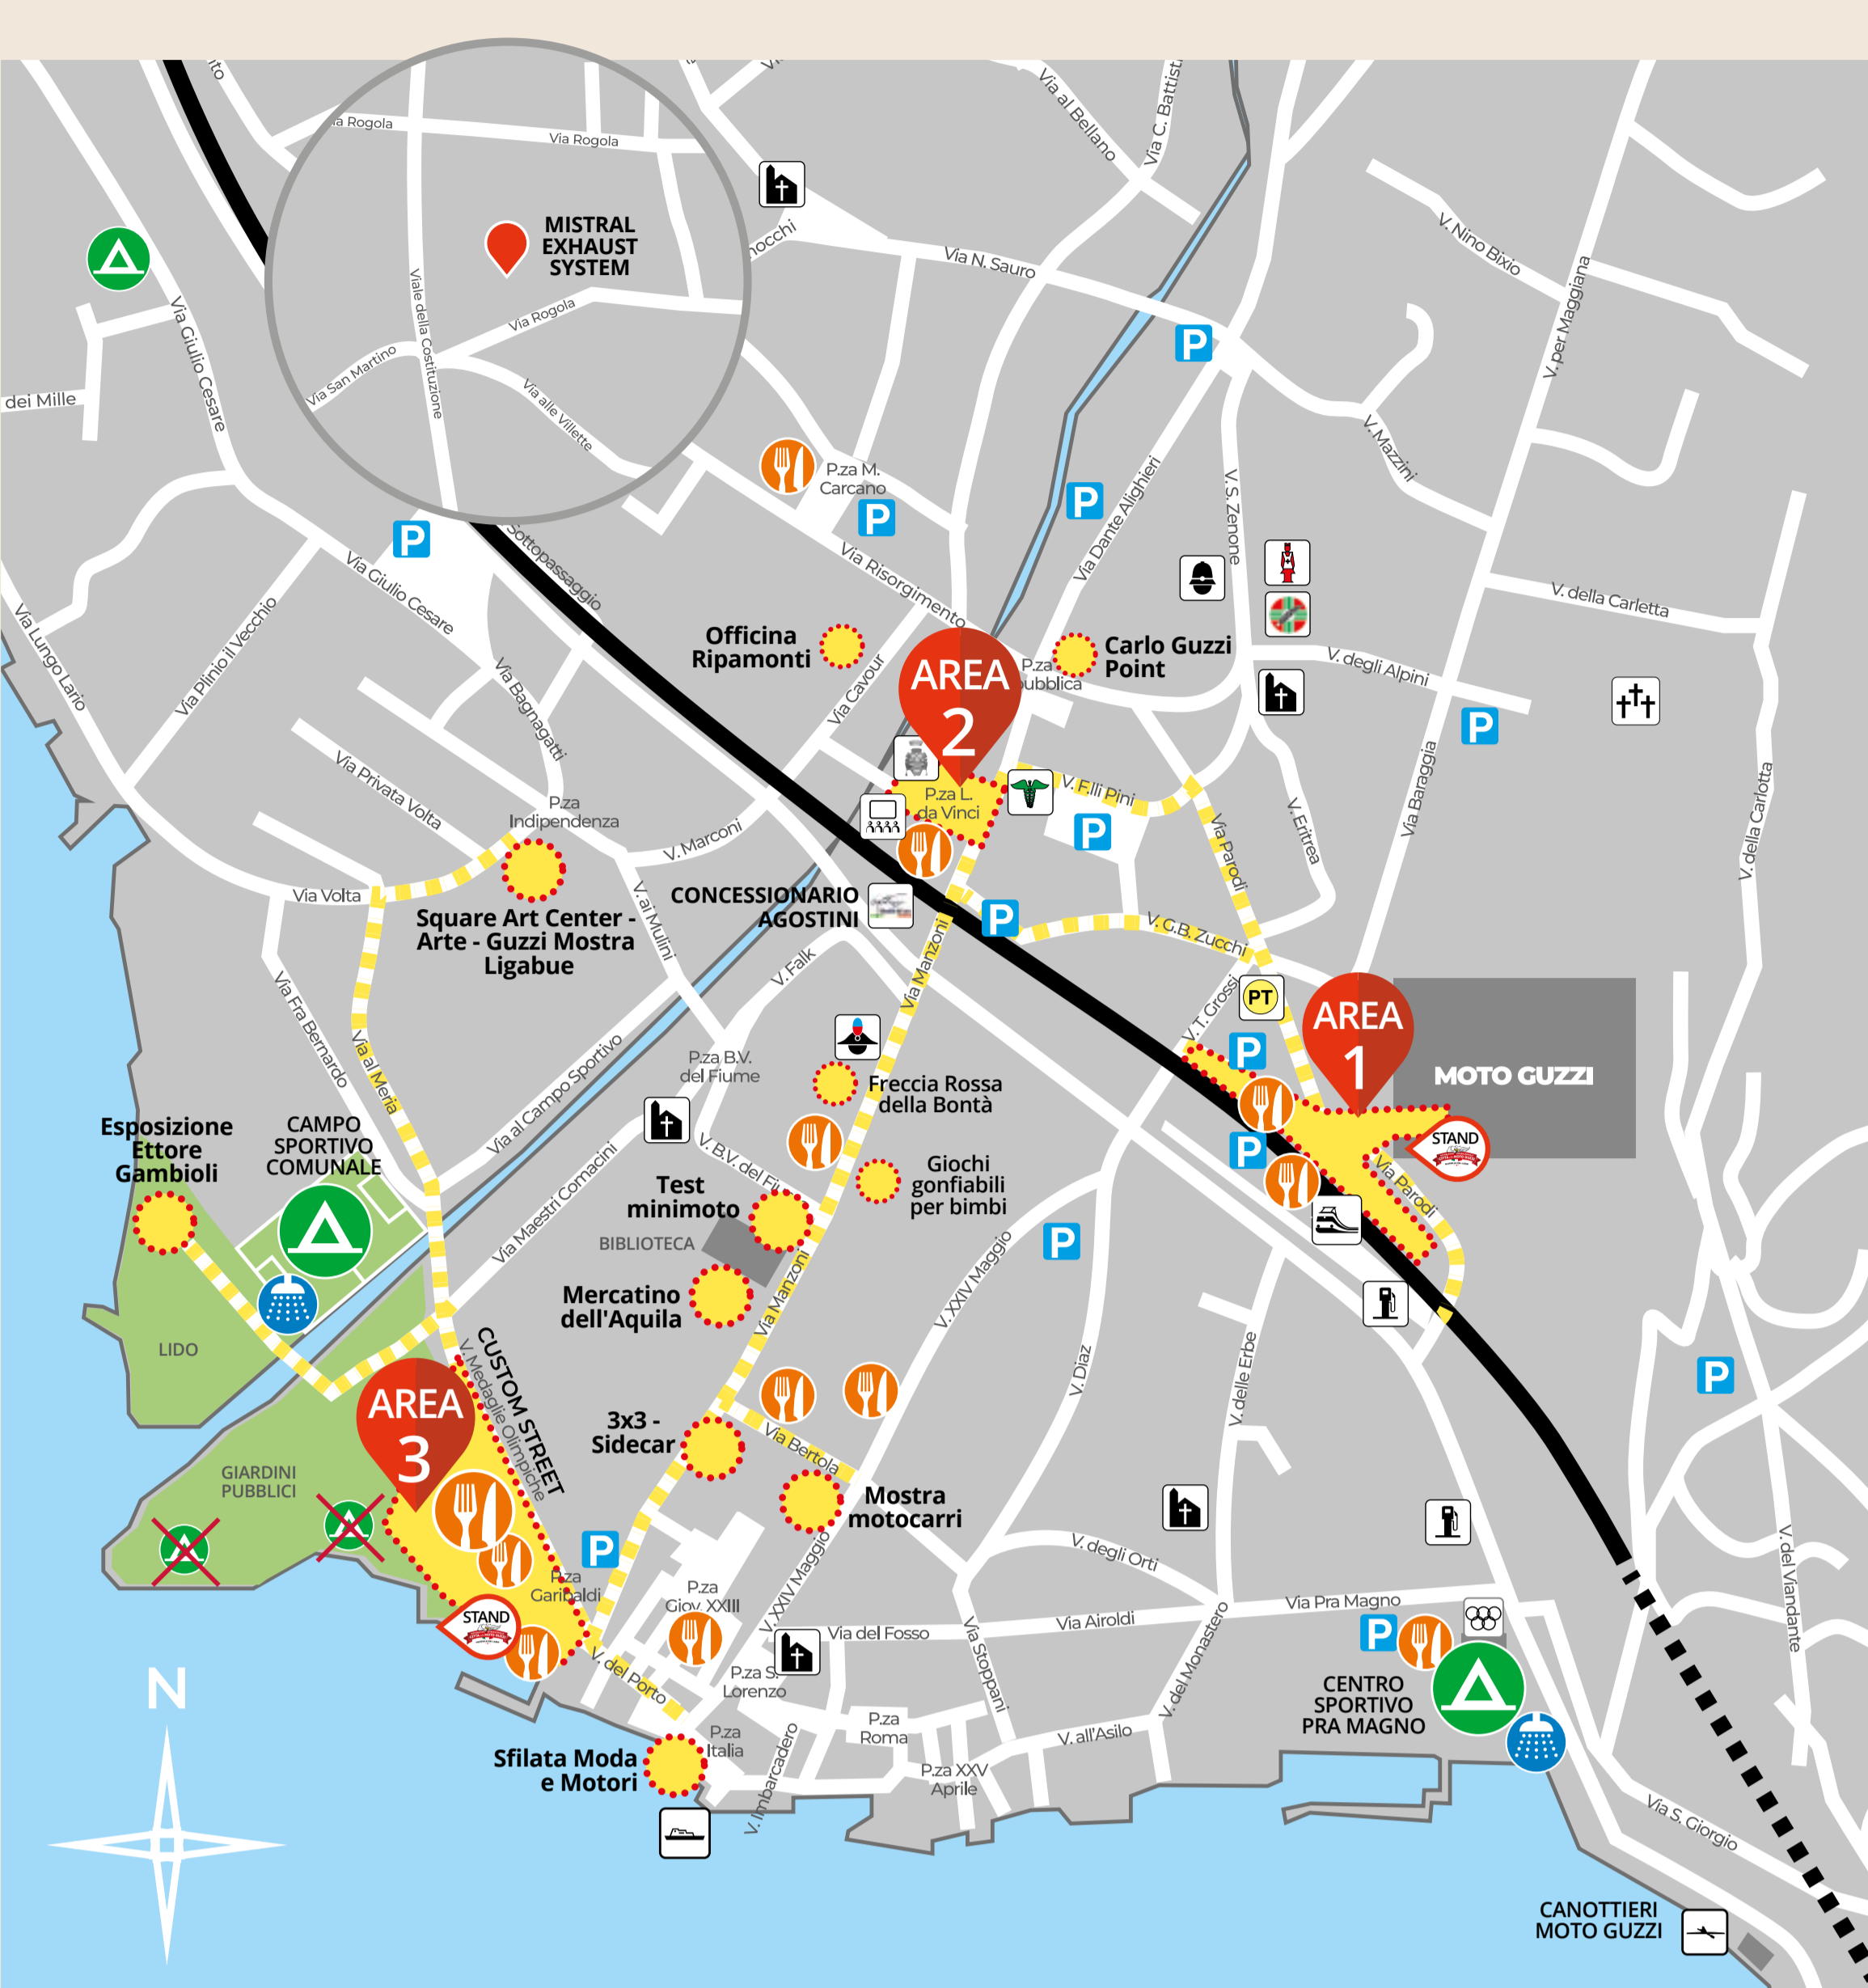 Via al Bellano
Via C. Battisti
Via Rogola
Via Rogola
MISTRAL
EXHAUST
SYSTEM
Via N. Sauro
V. Nino Bixio
V. per Maggiana
Via Giulio Cesare
Viale della Costituzione
Via Rogola
Via San Martino
Via alle Villette
dei Mille
P
V. Mazzini
P.za M.
Carcano
P
P
P
Via Dante Alighieri
V. S. Zenone
Sottopassaggio
Via Risorgimento
Via Giulio Cesare
V. della Carletta
Via Lungo Lario
Via Plinio il Vecchio
Officina
Ripamonti
Carlo Guzzi
Point
V. degli Alpini
P.za
Via Cavour
AREA
2
Via Bagnagatti
P
Via Baraggia
V. della Carlotta
Via Privata Volta
P.za
Indipendenza
P.za L.
da Vinci
V. F.lli Pini
P
Via Parodi
V. Eritrea
V. Marconi
Via Volta
CONCESSIONARIO
AGOSTINI
Square Art Center -
Arte - Guzzi Mostra
Ligabue
V. ai Mulini
P
V. G.B. Zucchi
V. Falk
Via Manzoni
V. T. Grossi
PT
AREA
1
MOTO GUZZI
Via Fra Bernardo
Via al Meria
Via al Campo Sportivo
P.za B.V.
del Fiume
Freccia Rossa
della Bontà
P
P
STAND
Esposizione
Ettore
Gambioli
CAMPO
SPORTIVO
COMUNALE
Via Maestri Comacini
V. B.V. del Fiu
Giochi
gonfiabili
per bimbi
Via Parodi
Test
minimoto
BIBLIOTECA
P
V. XXIV Maggio
Mercatino
dell'Aquila
Via Manzoni
LIDO
CUSTOM STREET
V. Medaglie Olimpiche
V. Diaz
V. delle Erbe
P
AREA
3
3x3 -
Sidecar
Via Bertola
GIARDINI
PUBBLICI
Mostra
motocarri
P
V. XXIV Maggio
V. degli Orti
V. del Viandante
P.za
Garibaldi
P.za
Giov. XXIII
STAND
Via del Fosso
Via Airoldi
Via Pra Magno
P
V. del Porto
P.za S.
Lorenzo
Via Stoppani
V. del Monastero
CENTRO
SPORTIVO
PRA MAGNO
N
P.za
Italia
P.za
Roma
V. all'Asilo
Sfilata Moda
e Motori
V. Imbarcadero
P.za XXV
Aprile
Via S. Giorgio
CANOTTIERI
MOTO GUZZI